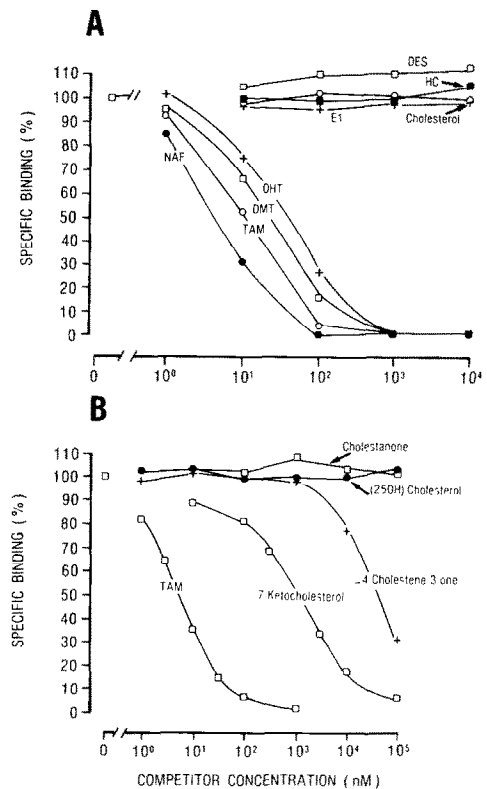 A
DES
HC
Cholesterol
E1
NAF
OHT
DMT
TAM
SPECIFIC BINDING (%)
110
100
90
80
70
60
50
40
30
20
10
0
0 10⁰ 10¹ 10² 10³ 10⁴
B
Cholestanone
(25OH) Cholesterol
4 Cholestene 3 one
7 Ketocholesterol
TAM
SPECIFIC BINDING (%)
110
100
90
80
70
60
50
40
30
20
10
0
0 10⁰ 10¹ 10² 10³ 10⁴ 10⁵
COMPETITOR CONCENTRATION (nM)